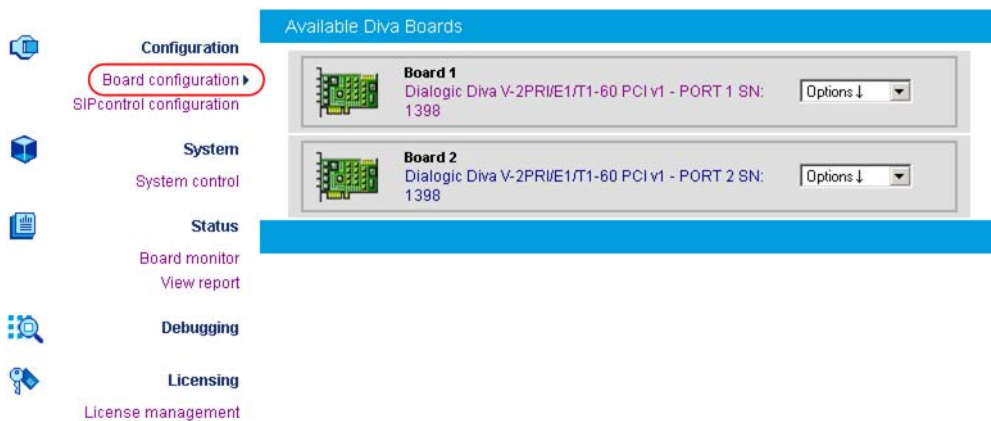 Configuration
Board configuration
SIPcontrol configuration
System
System control
Status
Board monitor
View report
Debugging
Licensing
License management
Available Diva Boards
Board 1
Dialogic Diva V-2PRI/E1/T1-60 PCI v1 - PORT 1 SN:
1398
Options↓
Board 2
Dialogic Diva V-2PRI/E1/T1-60 PCI v1 - PORT 2 SN:
1398
Options↓